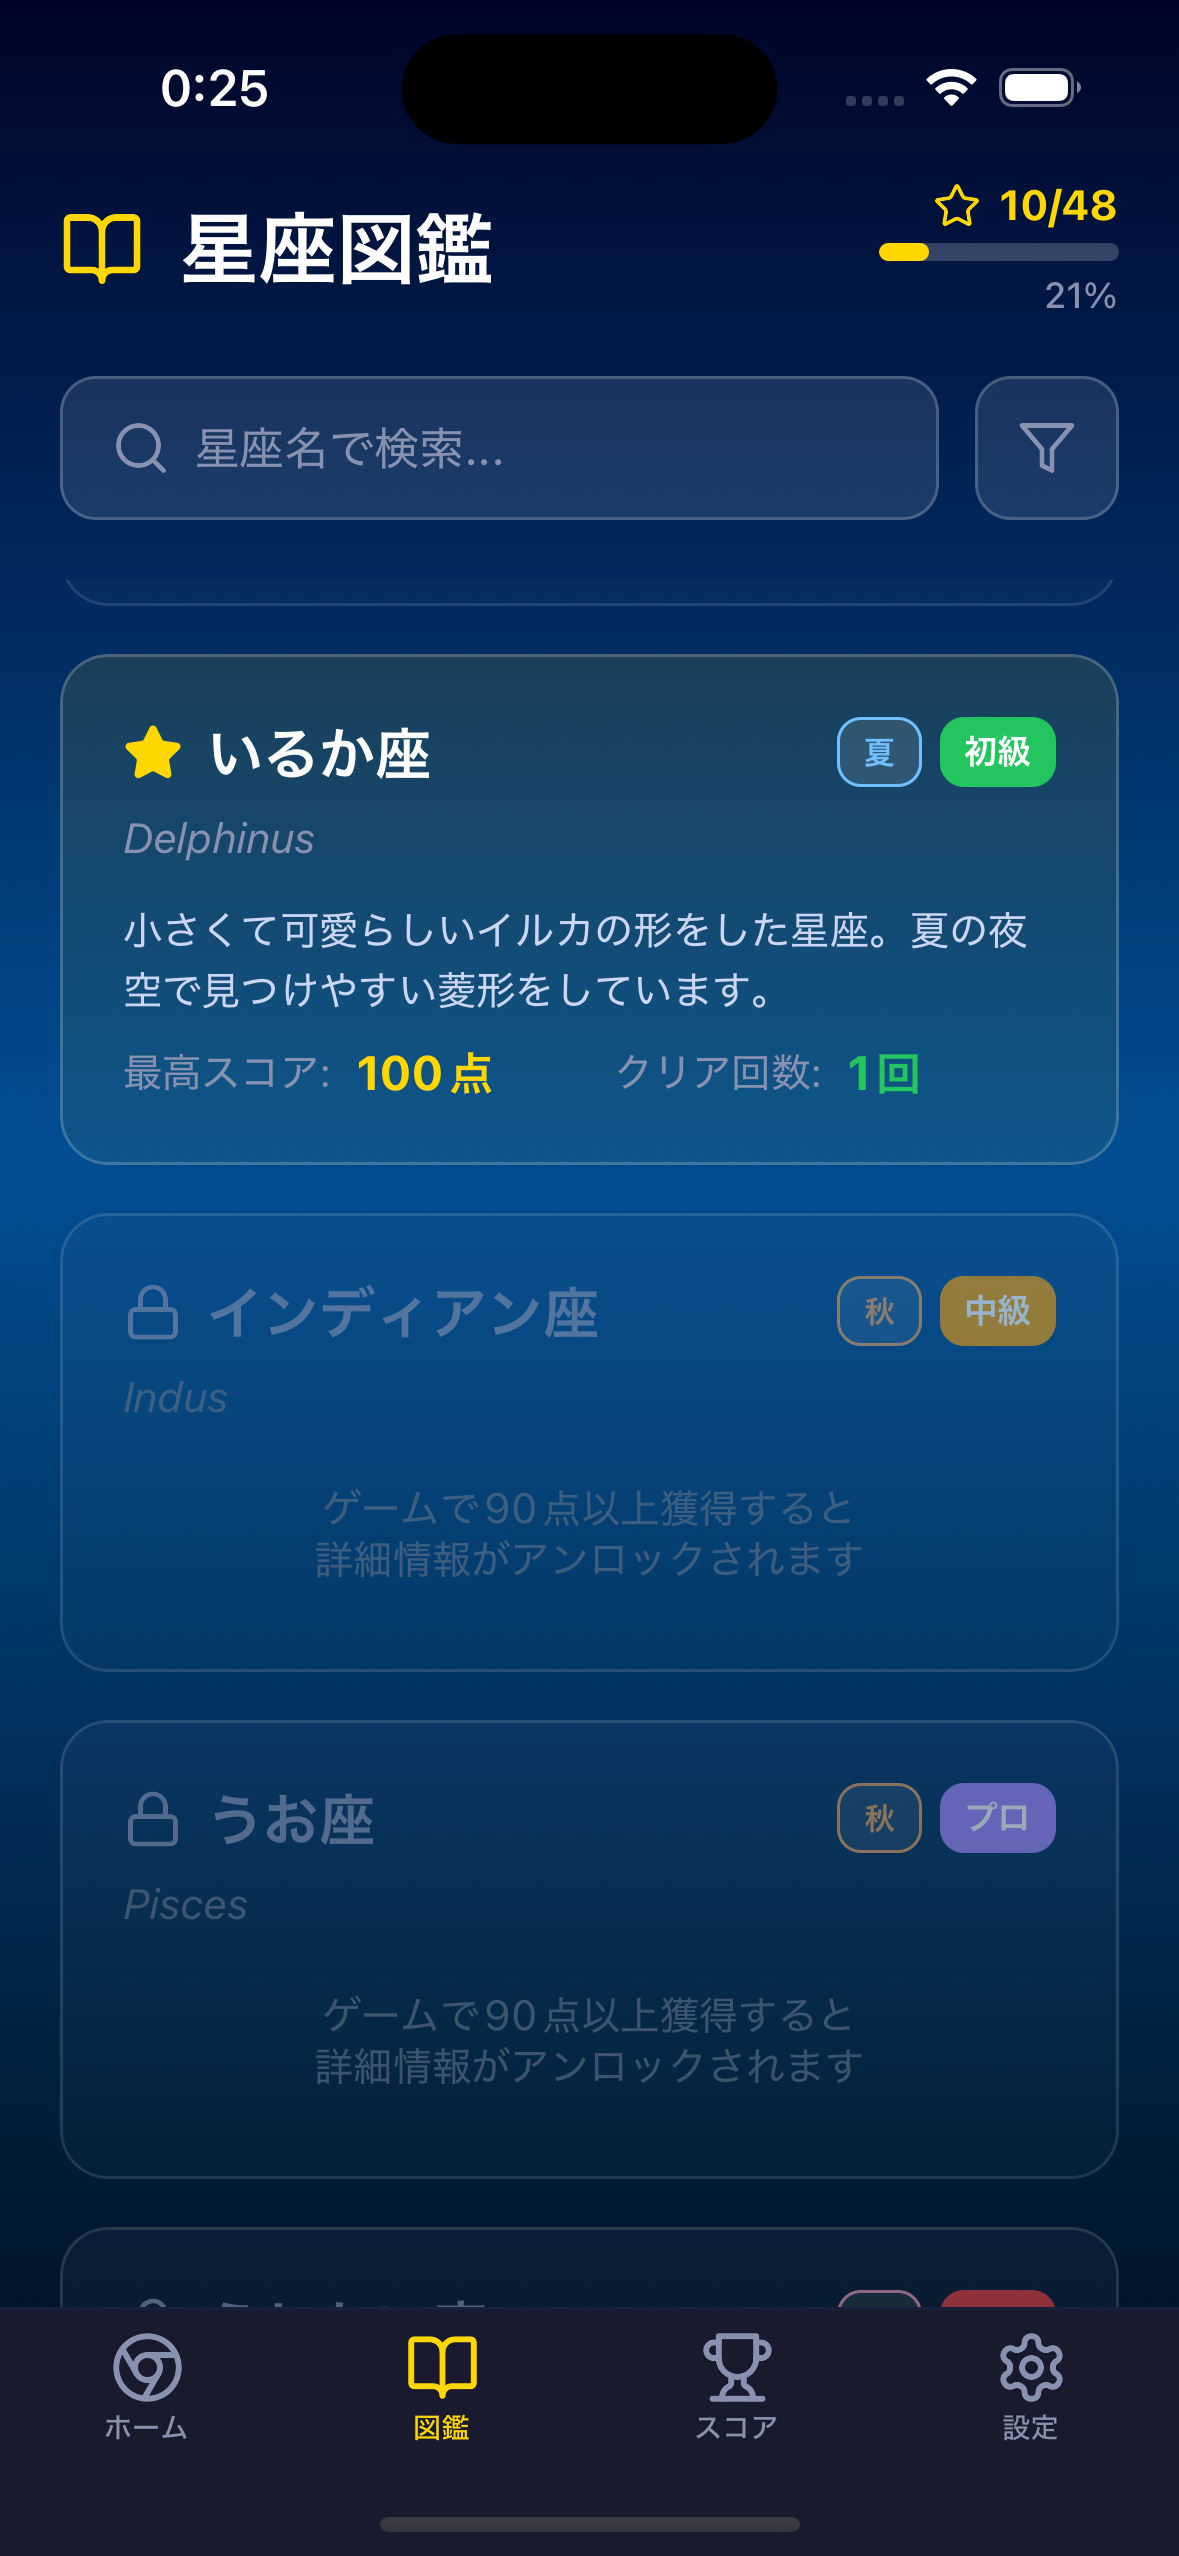 0:25
星座図鑑
10/48
21%
星座名で検索...
いるか座
夏
初級
Delphinus
小さくて可愛らしいイルカの形をした星座。夏の夜
空で見つけやすい菱形をしています。
最高スコア: 100点
クリア回数: 1回
インディアン座
秋
中級
Indus
ゲームで90点以上獲得すると
詳細情報がアンロックされます
うお座
秋
プロ
Pisces
ゲームで90点以上獲得すると
詳細情報がアンロックされます
ホーム
図鑑
スコア
設定